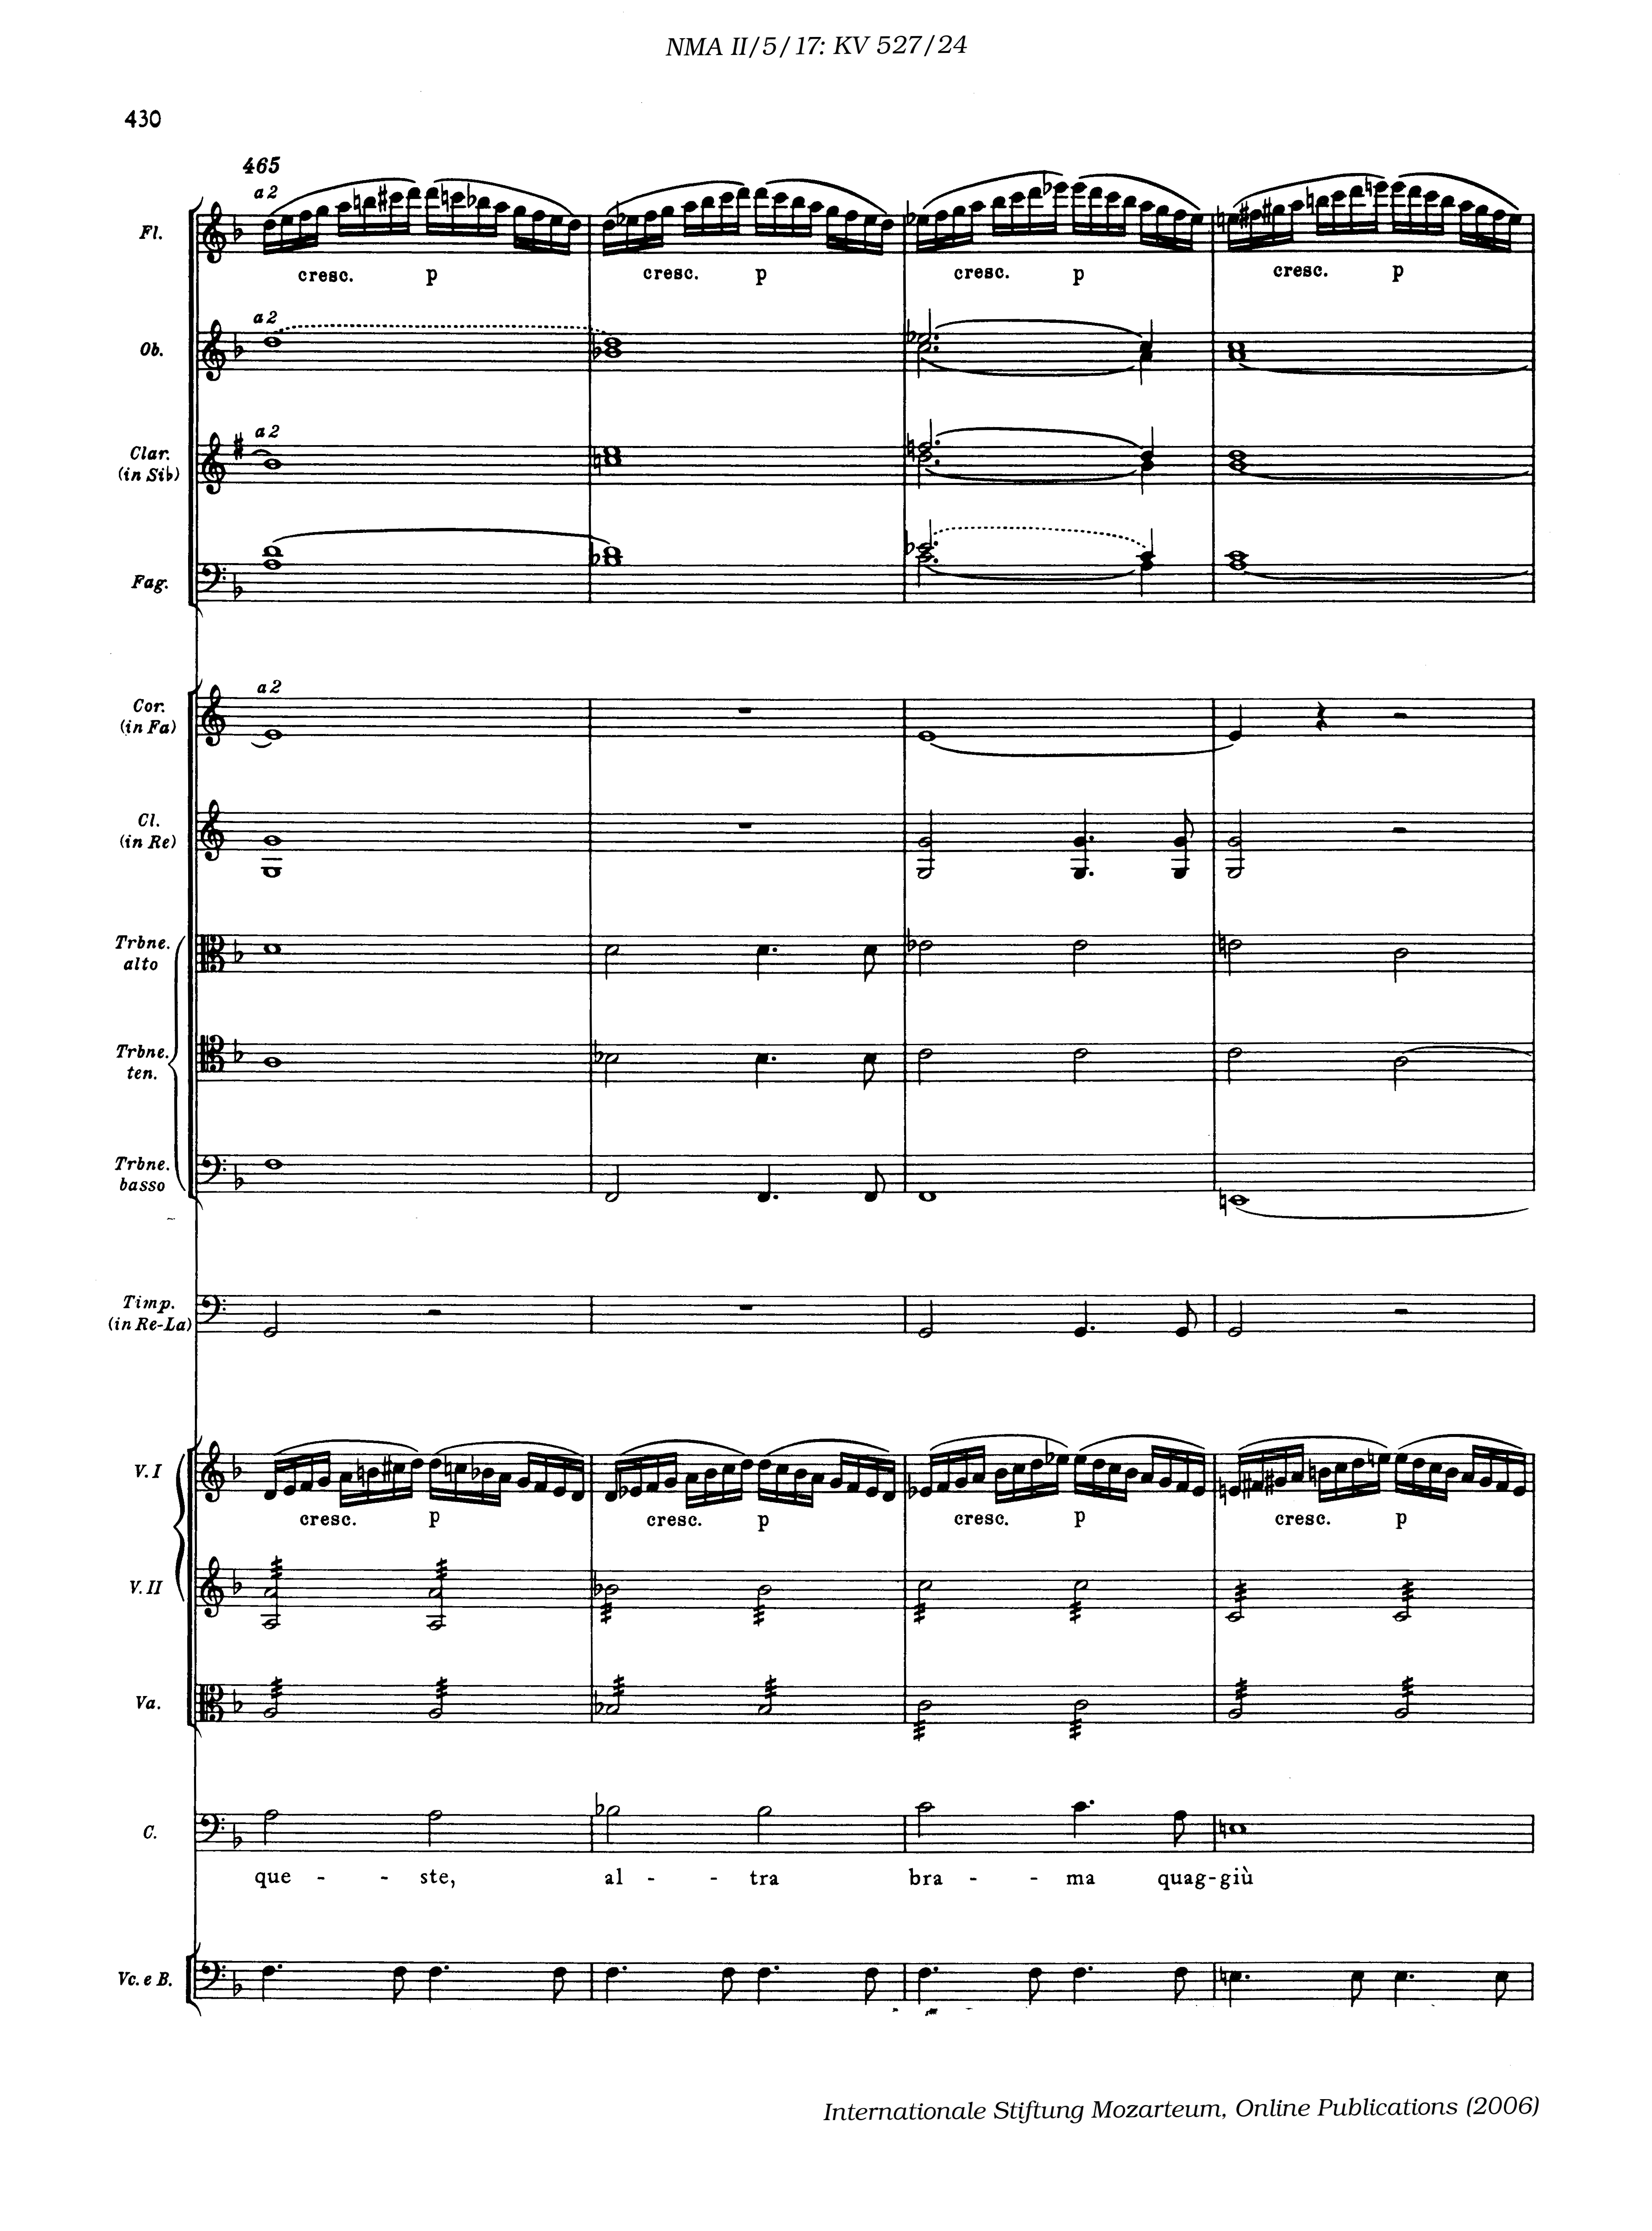 NMA II/5/17: KV 527/24
430
465
a 2
Fl.
cresc. p cresc. p cresc. p cresc. p
a 2
Ob.
a 2
Clar.
(in Sib)
Fag.
a 2
Cor.
(in Fa)
Cl.
(in Re)
Trbne.
alto
Trbne.
ten.
Trbne.
basso
Timp.
(in Re-La)
V. I
cresc. p cresc. p cresc. p cresc. p
V. II
Va.
C.
que - - ste, al - - tra bra - - ma quag-giù
Vc. e B.
Internationale Stiftung Mozarteum, Online Publications (2006)